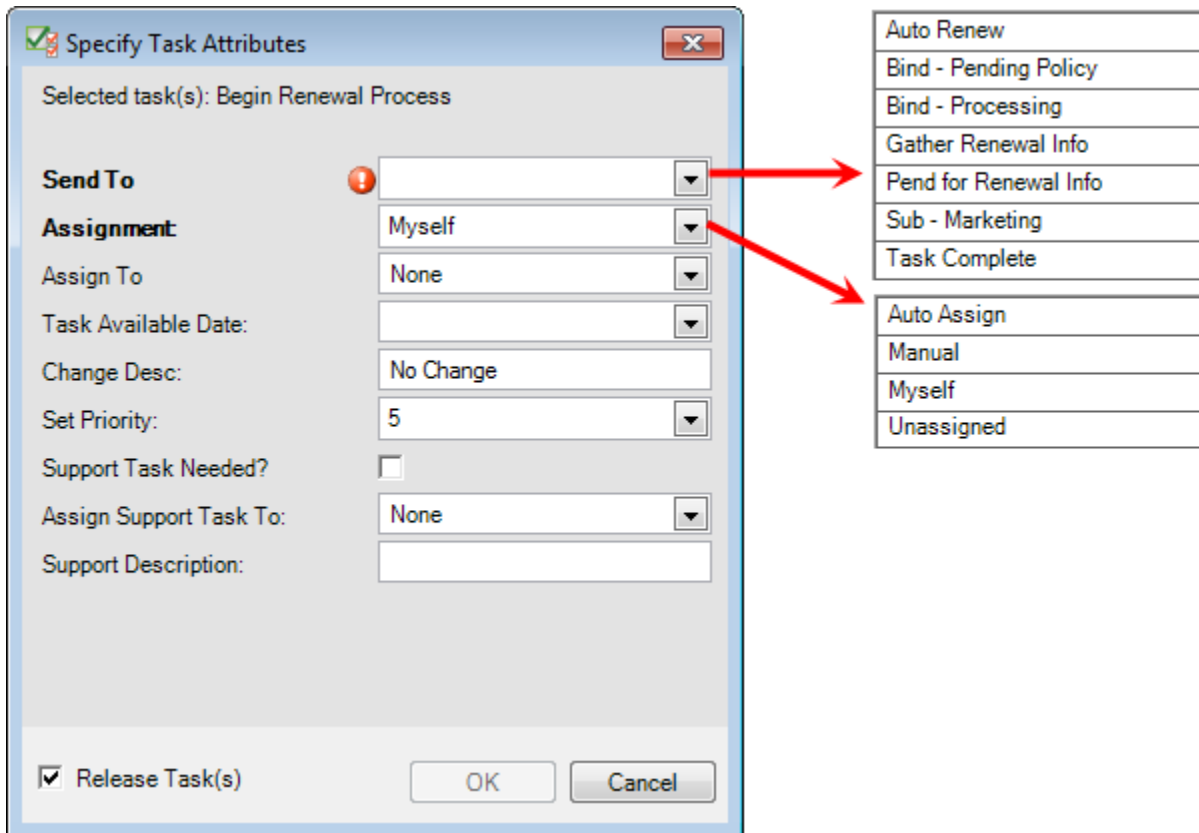 Specify Task Attributes
Selected task(s): Begin Renewal Process
Send To
Assignment:
Myself
Assign To
None
Task Available Date:
Change Desc:
No Change
Set Priority:
5
Support Task Needed?
Assign Support Task To:
None
Support Description:
Release Task(s)
OK
Cancel
Auto Renew
Bind - Pending Policy
Bind - Processing
Gather Renewal Info
Pend for Renewal Info
Sub - Marketing
Task Complete
Auto Assign
Manual
Myself
Unassigned